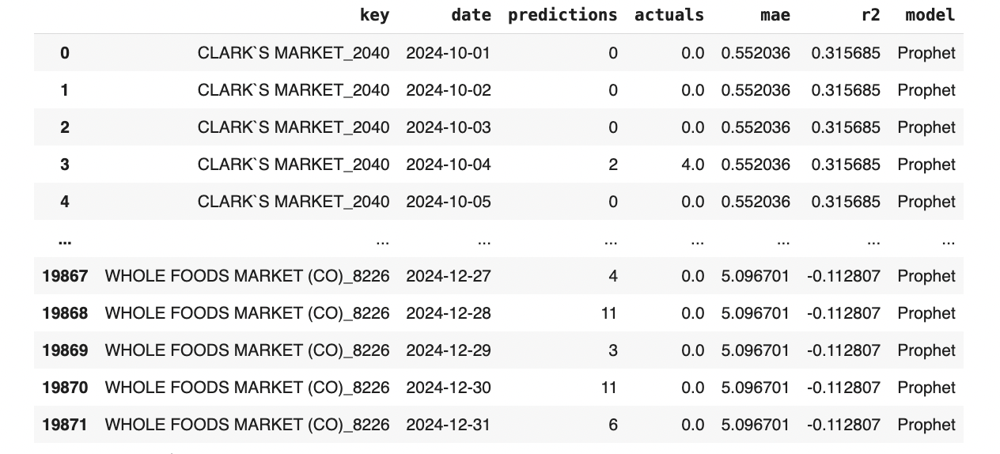 key date predictions actuals mae r2 model
0 CLARK`S MARKET_2040 2024-10-01 0 0.0 0.552036 0.315685 Prophet
1 CLARK`S MARKET_2040 2024-10-02 0 0.0 0.552036 0.315685 Prophet
2 CLARK`S MARKET_2040 2024-10-03 0 0.0 0.552036 0.315685 Prophet
3 CLARK`S MARKET_2040 2024-10-04 2 4.0 0.552036 0.315685 Prophet
4 CLARK`S MARKET_2040 2024-10-05 0 0.0 0.552036 0.315685 Prophet
... ... ... ... ... ... ... ...
19867 WHOLE FOODS MARKET (CO)_8226 2024-12-27 4 0.0 5.096701 -0.112807 Prophet
19868 WHOLE FOODS MARKET (CO)_8226 2024-12-28 11 0.0 5.096701 -0.112807 Prophet
19869 WHOLE FOODS MARKET (CO)_8226 2024-12-29 3 0.0 5.096701 -0.112807 Prophet
19870 WHOLE FOODS MARKET (CO)_8226 2024-12-30 11 0.0 5.096701 -0.112807 Prophet
19871 WHOLE FOODS MARKET (CO)_8226 2024-12-31 6 0.0 5.096701 -0.112807 Prophet